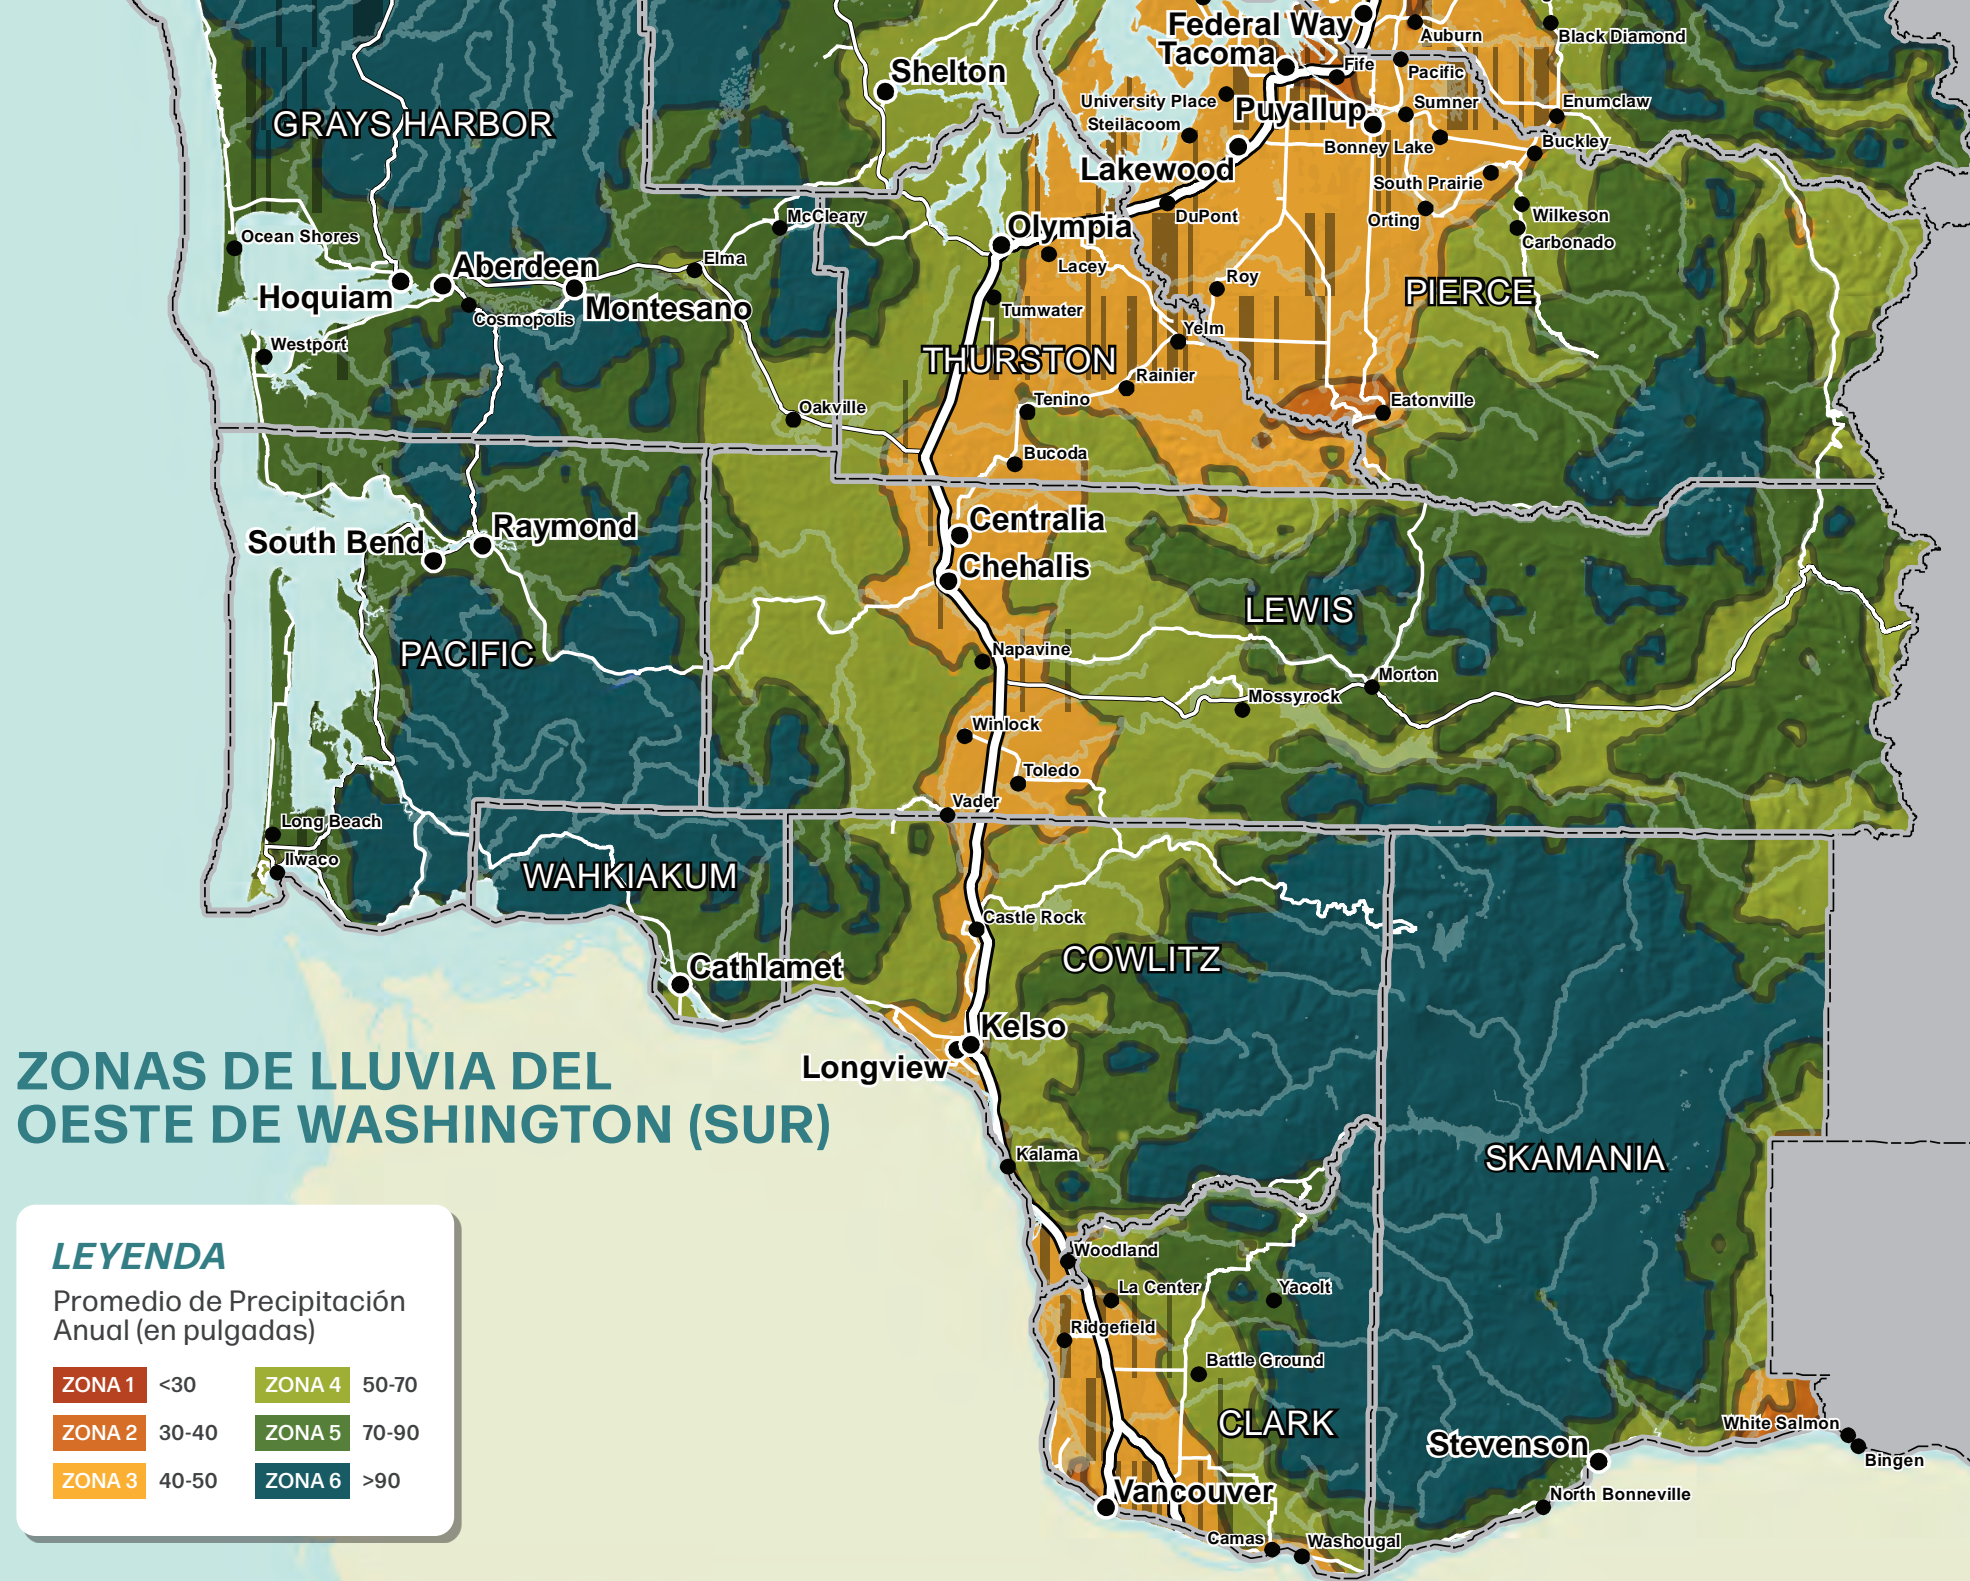 Federal Way
Auburn
Black Diamond
Tacoma
Fife
Pacific
Shelton
University Place
Puyallup
Sumner
Enumclaw
GRAYS HARBOR
Steilacoom
Bonney Lake
Buckley
Lakewood
South Prairie
McCleary
DuPont
Orting
Wilkeson
Ocean Shores
Olympia
Carbonado
Elma
Lacey
Aberdeen
Roy
Hoquiam
Montesano
PIERCE
Cosmopolis
Tumwater
Yelm
Westport
THURSTON
Rainier
Oakville
Tenino
Eatonville
Bucoda
South Bend
Raymond
Centralia
Chehalis
LEWIS
PACIFIC
Napavine
Morton
Mossyrock
Winlock
Toledo
Vader
Long Beach
Ilwaco
WAHKIAKUM
Castle Rock
COWLITZ
Cathlamet
Kelso
Longview
ZONAS DE LLUVIA DEL
OESTE DE WASHINGTON (SUR)
Kalama
SKAMANIA
Woodland
La Center
Yacolt
Ridgefield
Battle Ground
CLARK
White Salmon
Stevenson
Bingen
Vancouver
North Bonneville
Camas
Washougal
LEYENDA
Promedio de Precipitación
Anual (en pulgadas)
ZONA 1 <30
ZONA 4 50-70
ZONA 2 30-40
ZONA 5 70-90
ZONA 3 40-50
ZONA 6 >90